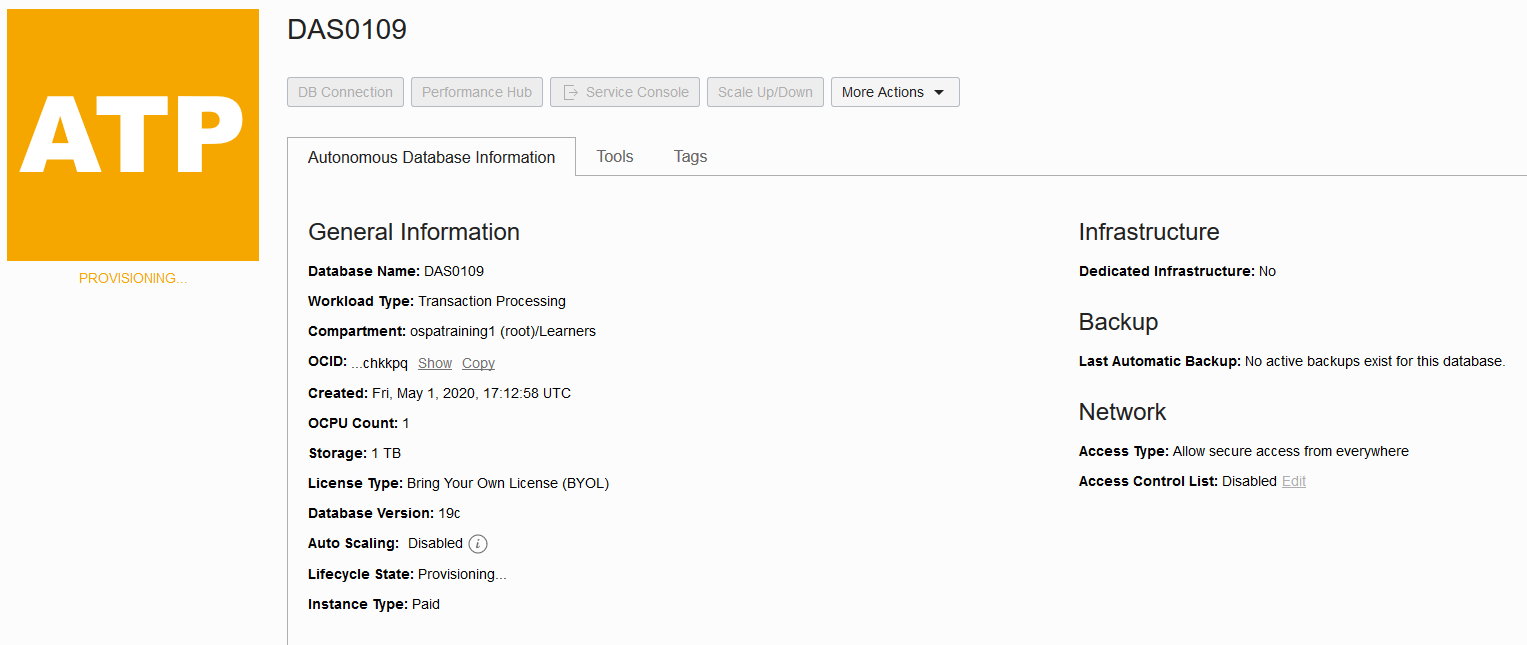 ATP
PROVISIONING...
DAS0109
DB Connection
Performance Hub
Service Console
Scale Up/Down
More Actions
Autonomous Database Information
Tools
Tags
General Information
Database Name: DAS0109
Workload Type: Transaction Processing
Compartment: ospatraining1 (root)/Learners
OCID: ...chkkpq Show Copy
Created: Fri, May 1, 2020, 17:12:58 UTC
OCPU Count: 1
Storage: 1 TB
License Type: Bring Your Own License (BYOL)
Database Version: 19c
Auto Scaling: Disabled i
Lifecycle State: Provisioning...
Instance Type: Paid
Infrastructure
Dedicated Infrastructure: No
Backup
Last Automatic Backup: No active backups exist for this database.
Network
Access Type: Allow secure access from everywhere
Access Control List: Disabled Edit